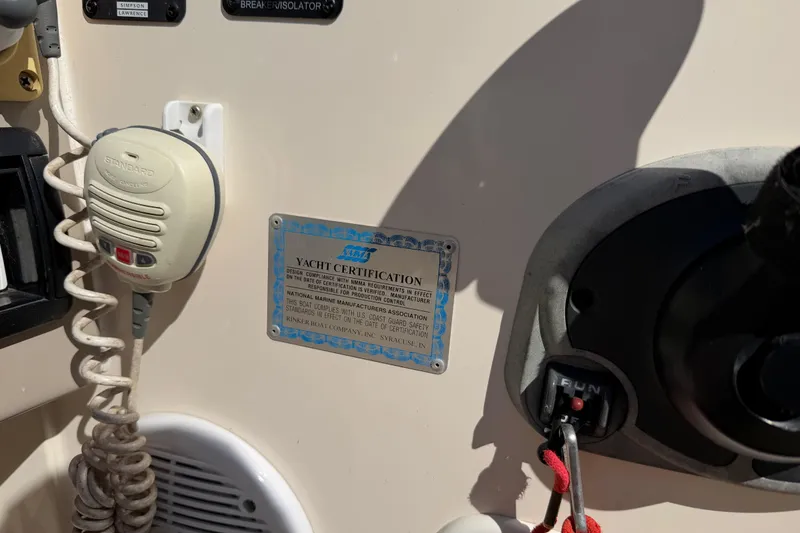 SIMPSON
LAWRENCE
BREAKER/ISOLATOR
STANDARD
NMMA
YACHT CERTIFICATION
DESIGN COMPLIANCE WITH NMMA REQUIREMENTS IN EFFECT
ON THE DATE OF CERTIFICATION IS VERIFIED. MANUFACTURER
RESPONSIBLE FOR PRODUCTION CONTROL.
NATIONAL MARINE MANUFACTURERS ASSOCIATION
THIS BOAT COMPLIES WITH U.S. COAST GUARD SAFETY
STANDARDS IN EFFECT ON THE DATE OF CERTIFICATION
RINKER BOAT COMPANY, INC. SYRACUSE, IN
RUN